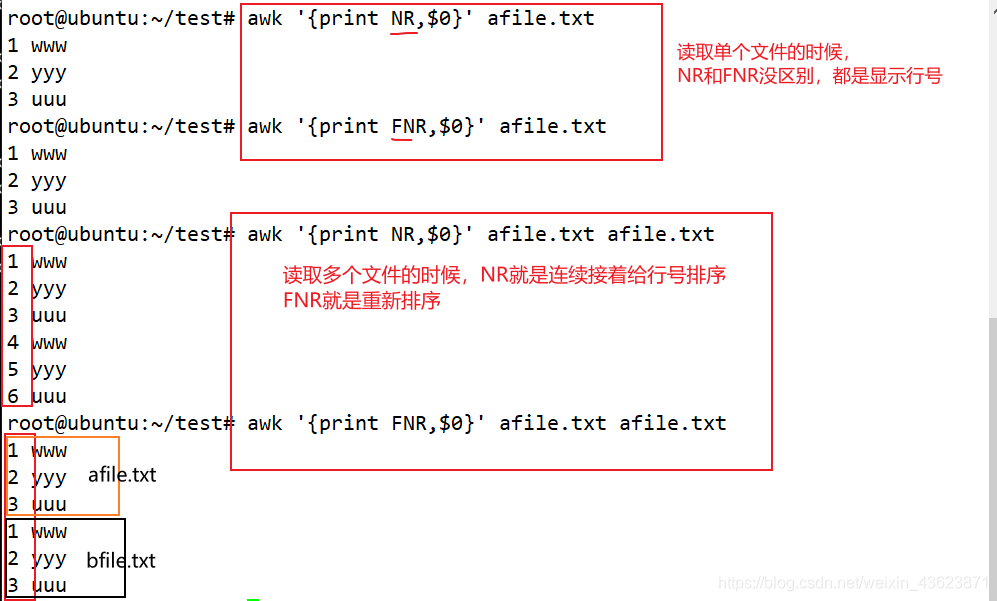 root@ubuntu:~/test# awk '{print NR,$0}' afile.txt
1 www
2 yyy
3 uuu
读取单个文件的时候，
NR和FNR没区别，都是显示行号
root@ubuntu:~/test# awk '{print FNR,$0}' afile.txt
1 www
2 yyy
3 uuu
root@ubuntu:~/test# awk '{print NR,$0}' afile.txt afile.txt
1 www
2 yyy
3 uuu
4 www
5 yyy
6 uuu
读取多个文件的时候，NR就是连续接着给行号排序
FNR就是重新排序
root@ubuntu:~/test# awk '{print FNR,$0}' afile.txt afile.txt
1 www
2 yyy
3 uuu
afile.txt
1 www
2 yyy
3 uuu
bfile.txt
https://blog.csdn.net/weixin_43623871